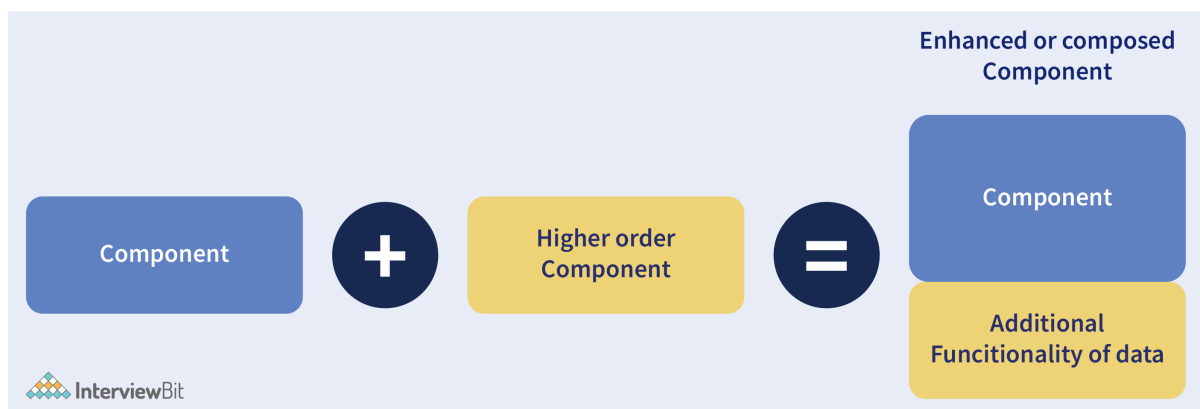 Component
+
Higher order
Component
=
Enhanced or composed
Component
Component
Additional
Funcitionality of data
InterviewBit